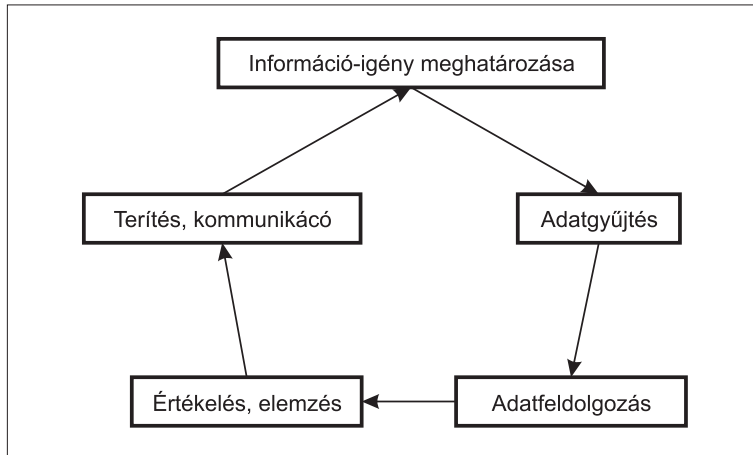 Információ-igény meghatározása
Terítés, kommunikácó
Adatgyűjtés
Értékelés, elemzés
Adatfeldolgozás